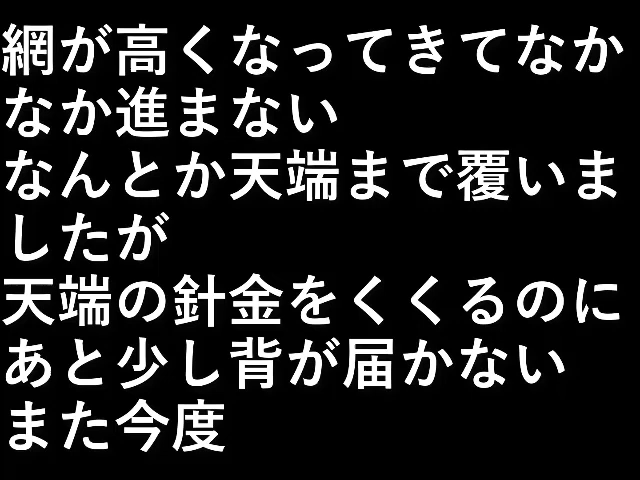 網が高くなってきてなか
なか進まない
なんとか天端まで覆いま
したが
天端の針金をくくるのに
あと少し背が届かない
また今度